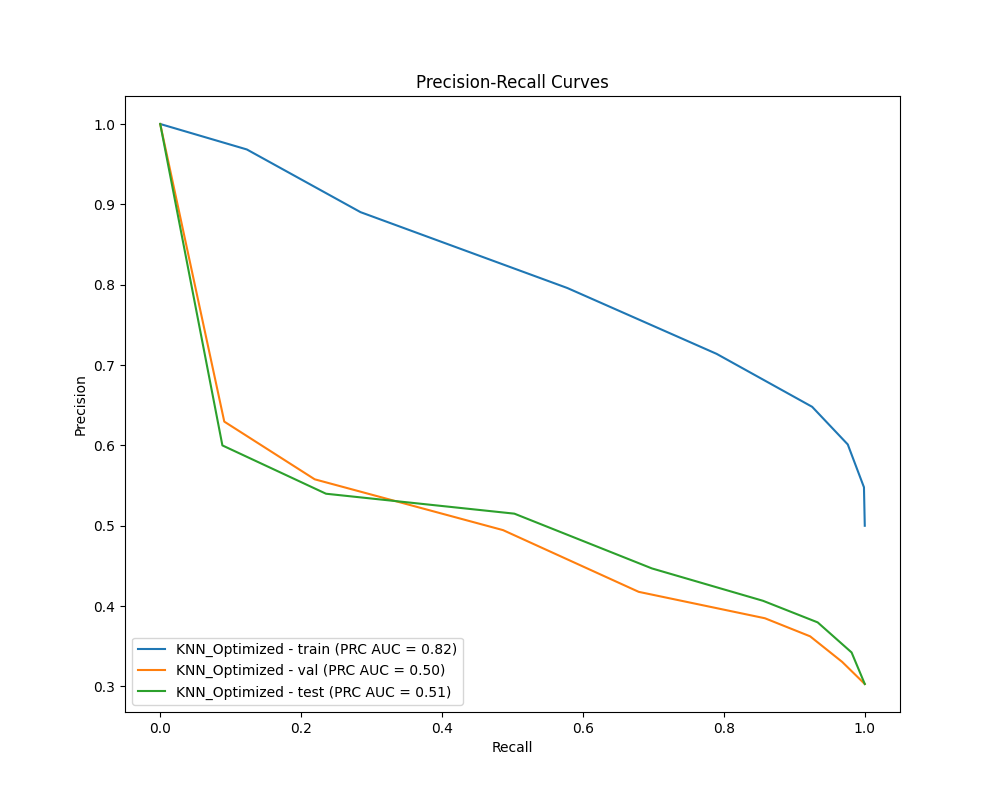 Precision-Recall Curves
1.0
0.9
0.8
0.7
0.6
0.5
0.4
0.3
Precision
KNN_Optimized - train (PRC AUC = 0.82)
KNN_Optimized - val (PRC AUC = 0.50)
KNN_Optimized - test (PRC AUC = 0.51)
0.0 0.2 0.4 0.6 0.8 1.0
Recall